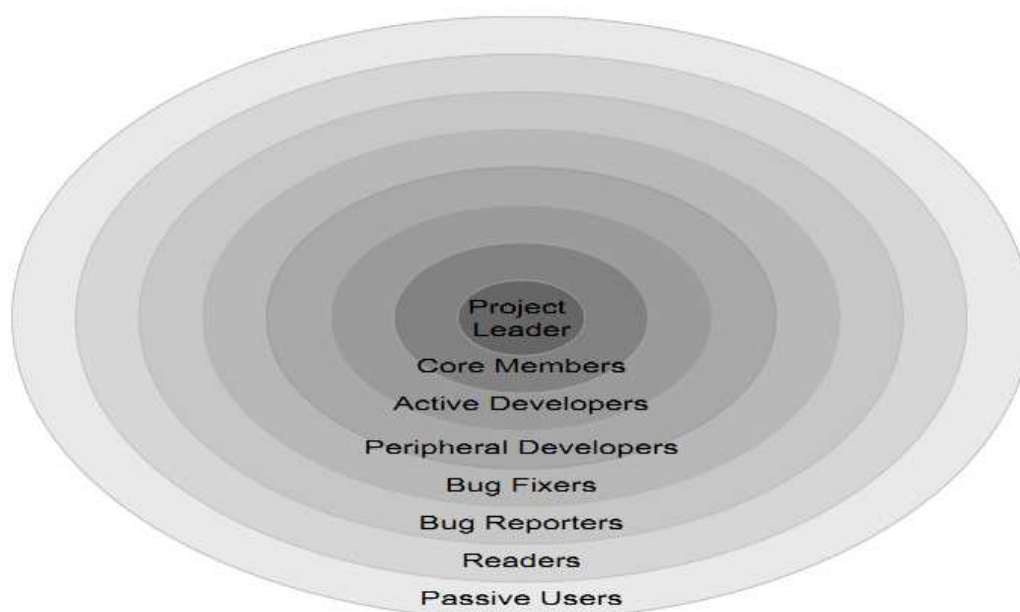 Project
Leader
Core Members
Active Developers
Peripheral Developers
Bug Fixers
Bug Reporters
Readers
Passive Users